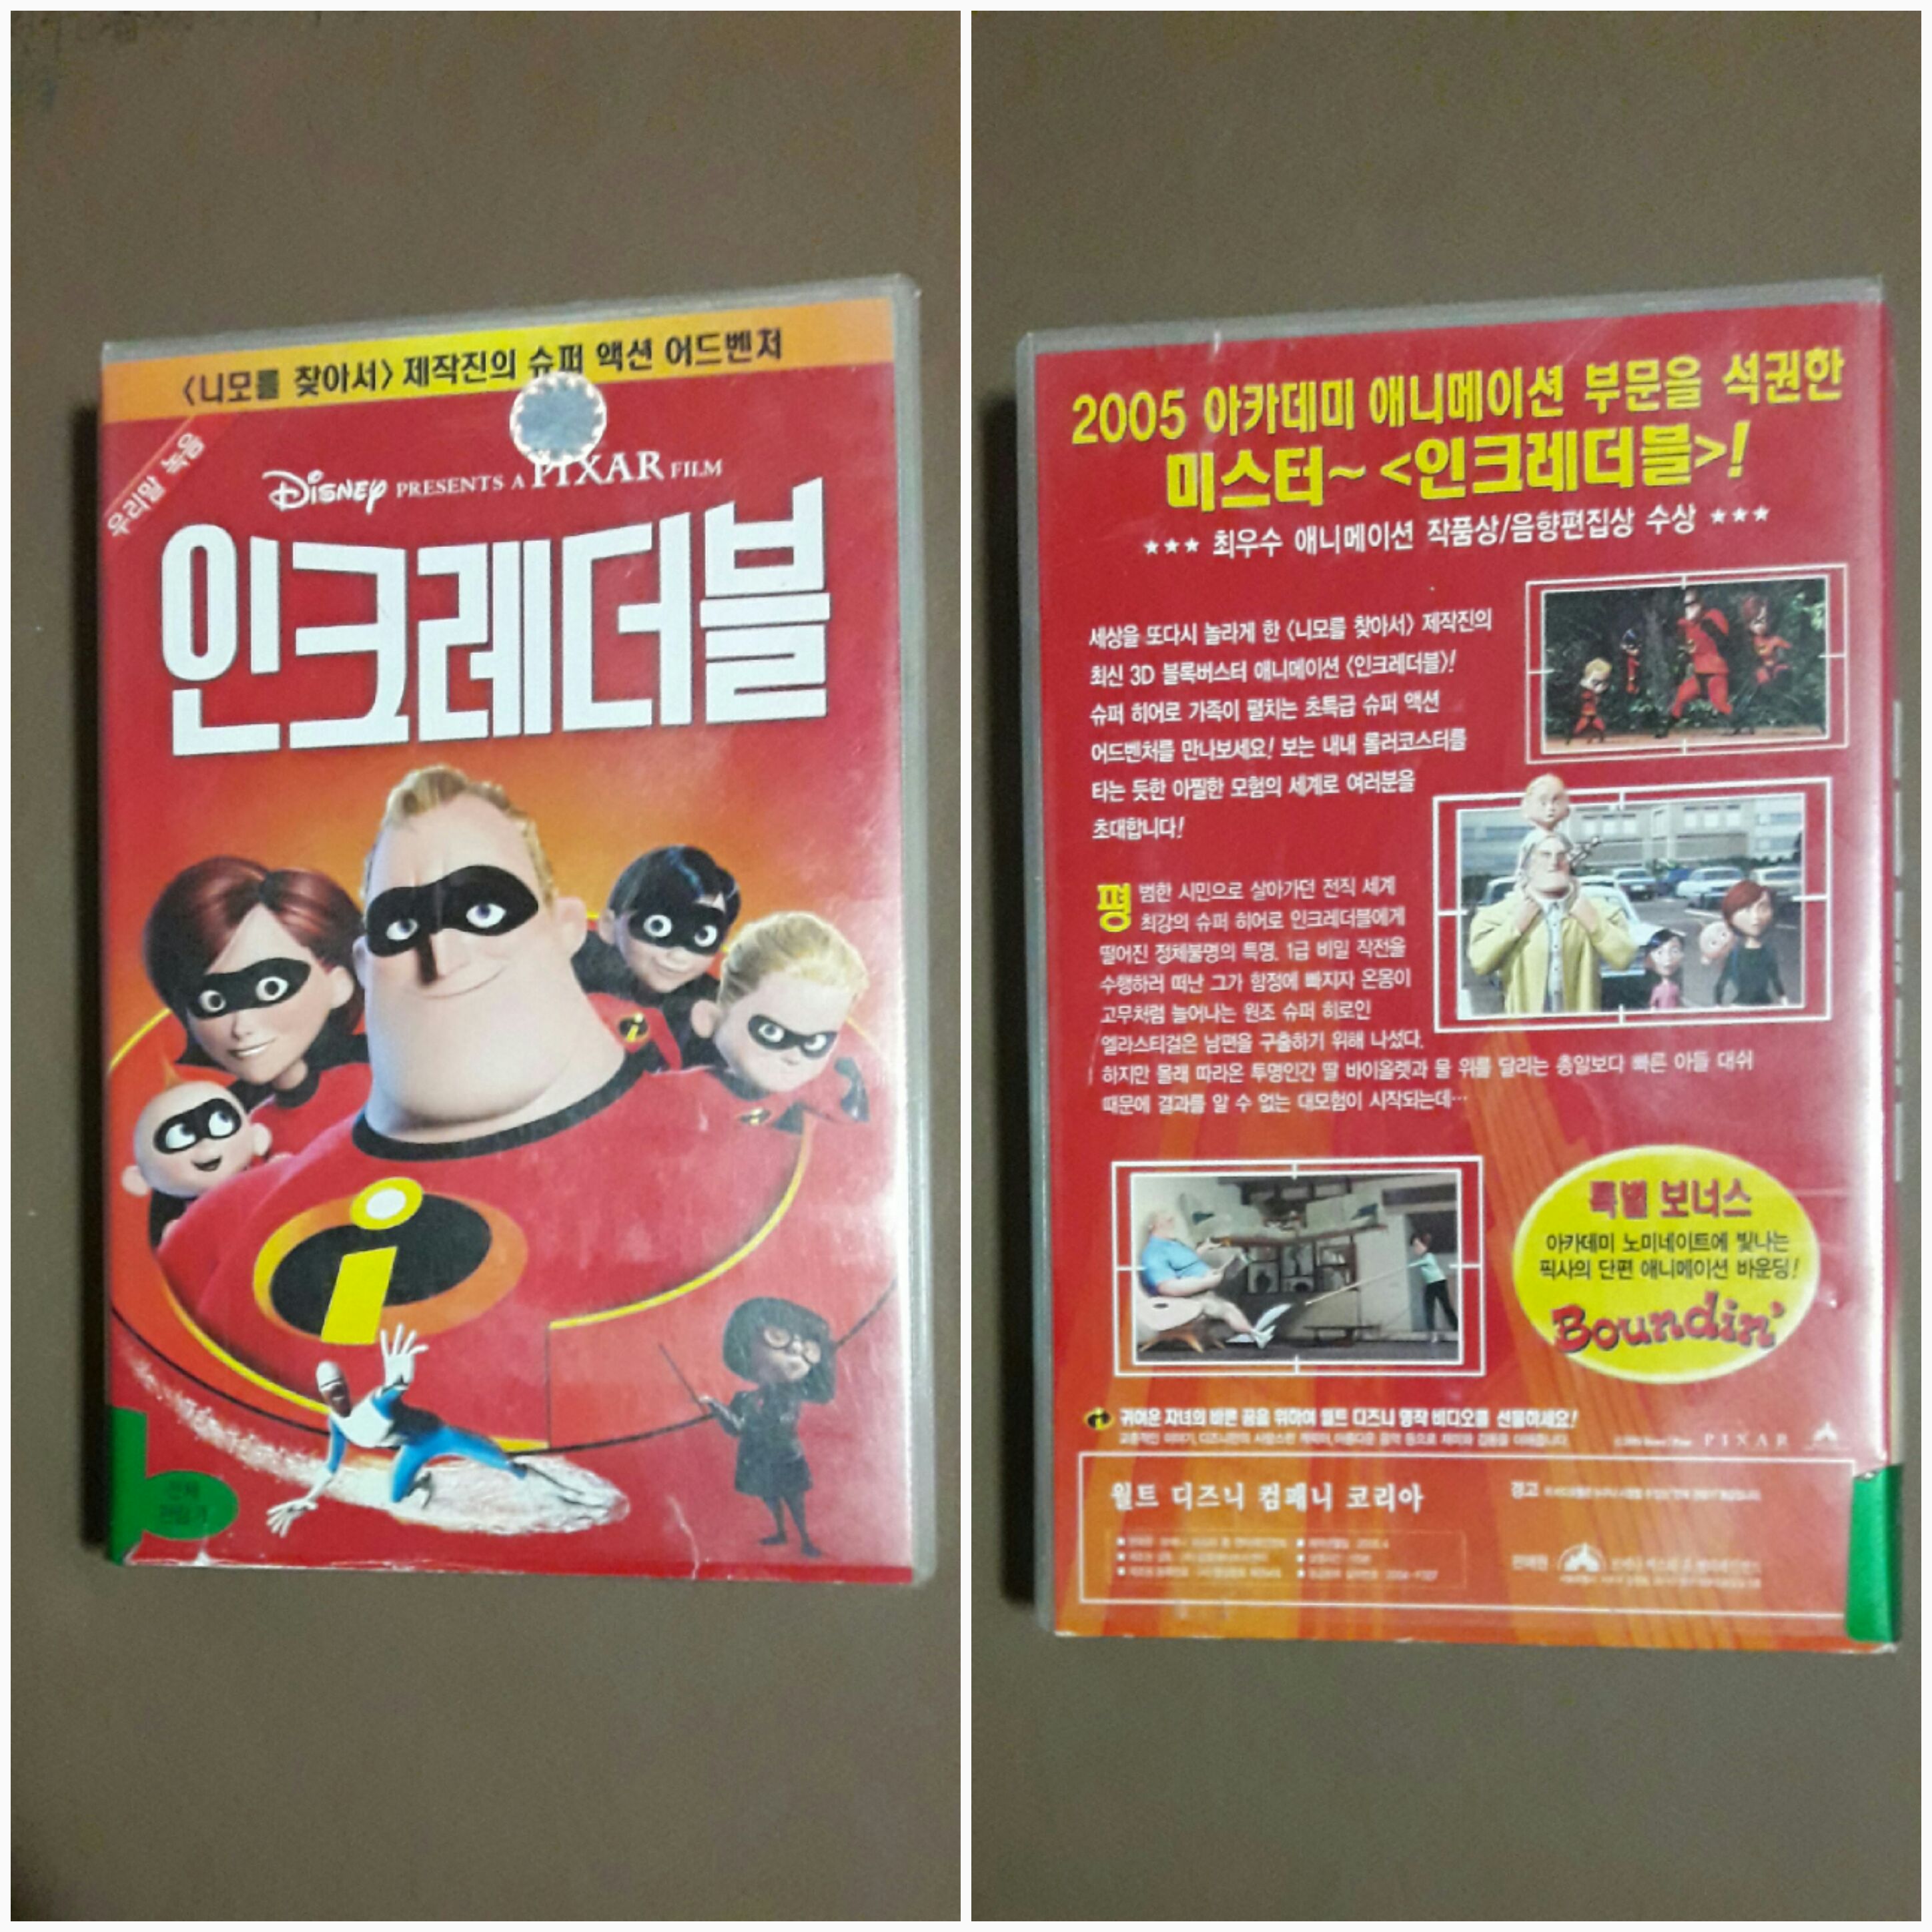 <니모를 찾아서> 제작진의 슈퍼 액션 어드벤처
우리말 녹음
DISNEY PRESENTS A PIXAR FILM
인크레더블
전체
관람가
2005 아카데미 애니메이션 부문을 석권한
미스터~ <인크레더블>!
★★★ 최우수 애니메이션 작품상/음향편집상 수상 ★★★
세상을 또다시 놀라게 한 <니모를 찾아서> 제작진의
최신 3D 블록버스터 애니메이션 <인크레더블>!
슈퍼 히어로 가족이 펼치는 초특급 슈퍼 액션
어드벤처를 만나보세요! 보는 내내 롤러코스터를
타는 듯한 아찔한 모험의 세계로 여러분을
초대합니다!
평범한 시민으로 살아가던 전직 세계
최강의 슈퍼 히어로 인크레더블에게
떨어진 정체불명의 특명, 1급 비밀 작전을
수행하러 떠난 그가 함정에 빠지자 온몸이
고무처럼 늘어나는 원조 슈퍼 히로인
엘라스티걸은 남편을 구출하기 위해 나섰다.
하지만 몰래 따라온 투명인간 딸 바이올렛과 물 위를 달리는 총알보다 빠른 아들 대쉬
때문에 결과를 알 수 없는 대모험이 시작되는데…
특별 보너스
아카데미 노미네이트에 빛나는
픽사의 단편 애니메이션 바운딩!
Boundin'
귀여운 자녀의 바른 꿈을 위하여 월트 디즈니 명작 비디오를 선물하세요!
PIXAR
월트 디즈니 컴패니 코리아
경고
판매원